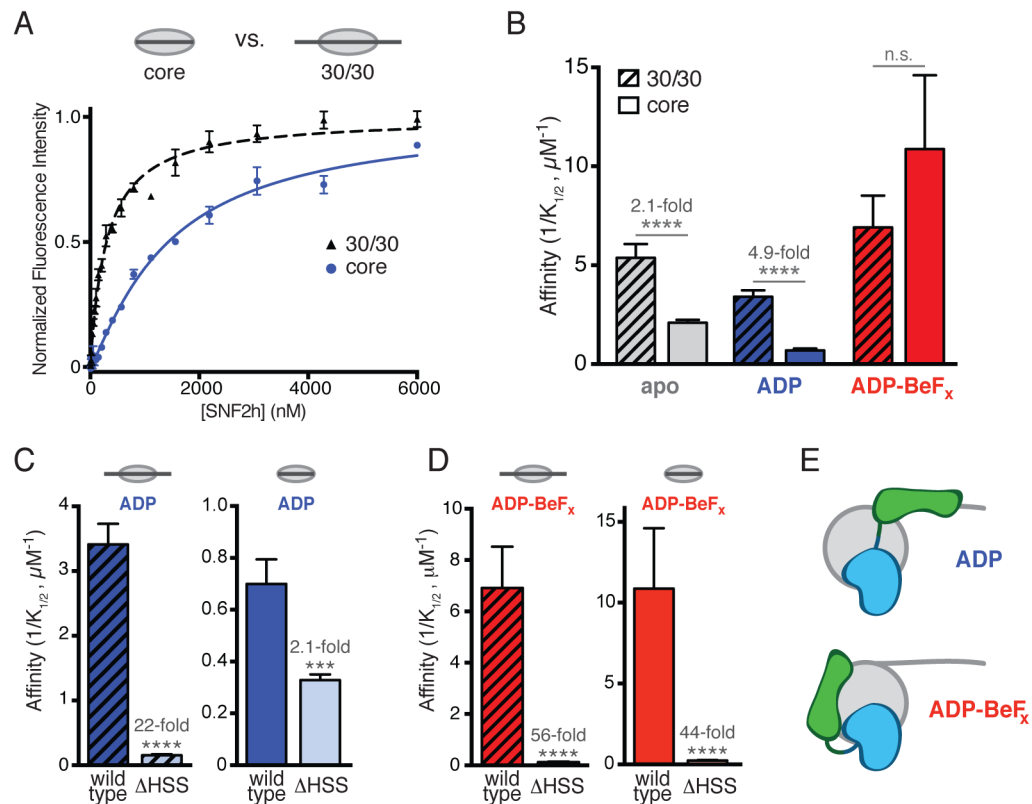 A
core vs. 30/30
Normalized Fluorescence Intensity
1.0
0.5
0
30/30
core
0 2000 4000 6000
[SNF2h] (nM)
B
Affinity (1/K1/2 , µM-1)
15
10
5
0
30/30
core
2.1-fold
****
4.9-fold
****
n.s.
apo ADP ADP-BeFx
C
ADP
Affinity (1/K1/2 , µM-1)
4
3
2
1
0
22-fold
****
wild type ΔHSS
ADP
1.0
0.8
0.6
0.4
0.2
0.0
2.1-fold
***
wild type ΔHSS
D
ADP-BeFx
Affinity (1/K1/2 , µM-1)
10
8
6
4
2
0
56-fold
****
wild type ΔHSS
ADP-BeFx
15
10
5
0
44-fold
****
wild type ΔHSS
E
ADP
ADP-BeFx